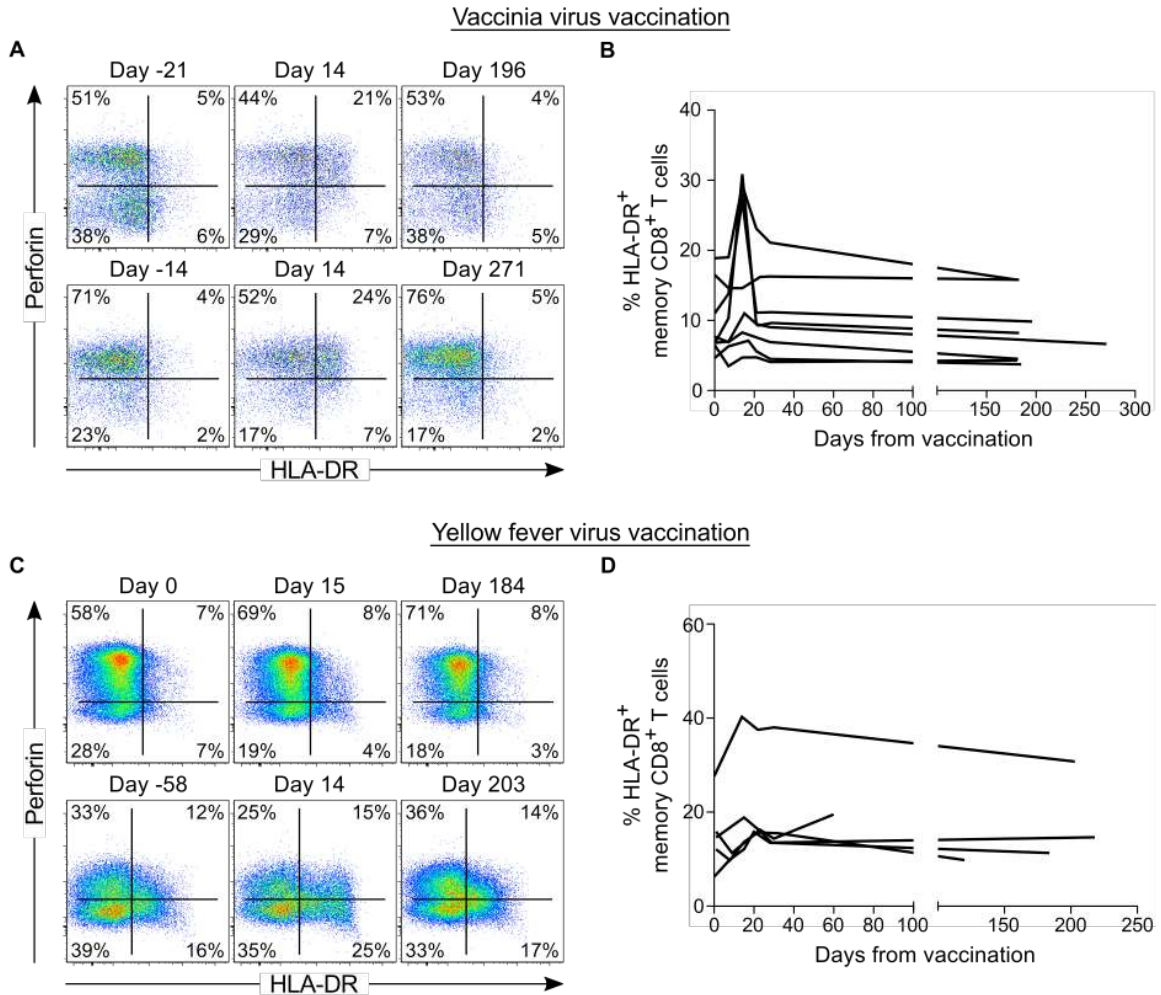 Vaccinia virus vaccination
A
Day -21 Day 14 Day 196
51% 5% 44% 21% 53% 4%
38% 6% 29% 7% 38% 5%
Day -14 Day 14 Day 271
71% 4% 52% 24% 76% 5%
23% 2% 17% 7% 17% 2%
Perforin
HLA-DR
B
% HLA-DR+
memory CD8+ T cells
40
30
20
10
0
0 20 40 60 80 100 150 200 250 300
Days from vaccination
Yellow fever virus vaccination
C
Day 0 Day 15 Day 184
58% 7% 69% 8% 71% 8%
28% 7% 19% 4% 18% 3%
Day -58 Day 14 Day 203
33% 12% 25% 15% 36% 14%
39% 16% 35% 25% 33% 17%
Perforin
HLA-DR
D
% HLA-DR+
memory CD8+ T cells
60
40
20
0
0 20 40 60 80 100 150 200 250
Days from vaccination